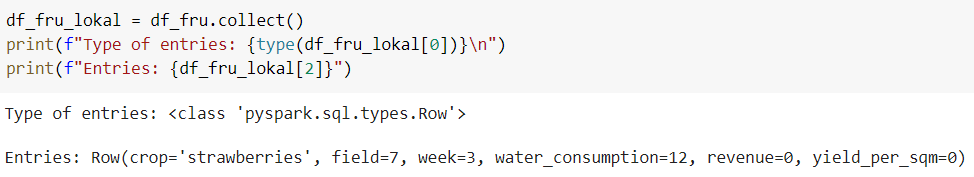 df_fru_lokal = df_fru.collect()
print(f"Type of entries: {type(df_fru_lokal[0])}\n")
print(f"Entries: {df_fru_lokal[2]}")
Type of entries: <class 'pyspark.sql.types.Row'>
Entries: Row(crop='strawberries', field=7, week=3, water_consumption=12, revenue=0, yield_per_sqm=0)